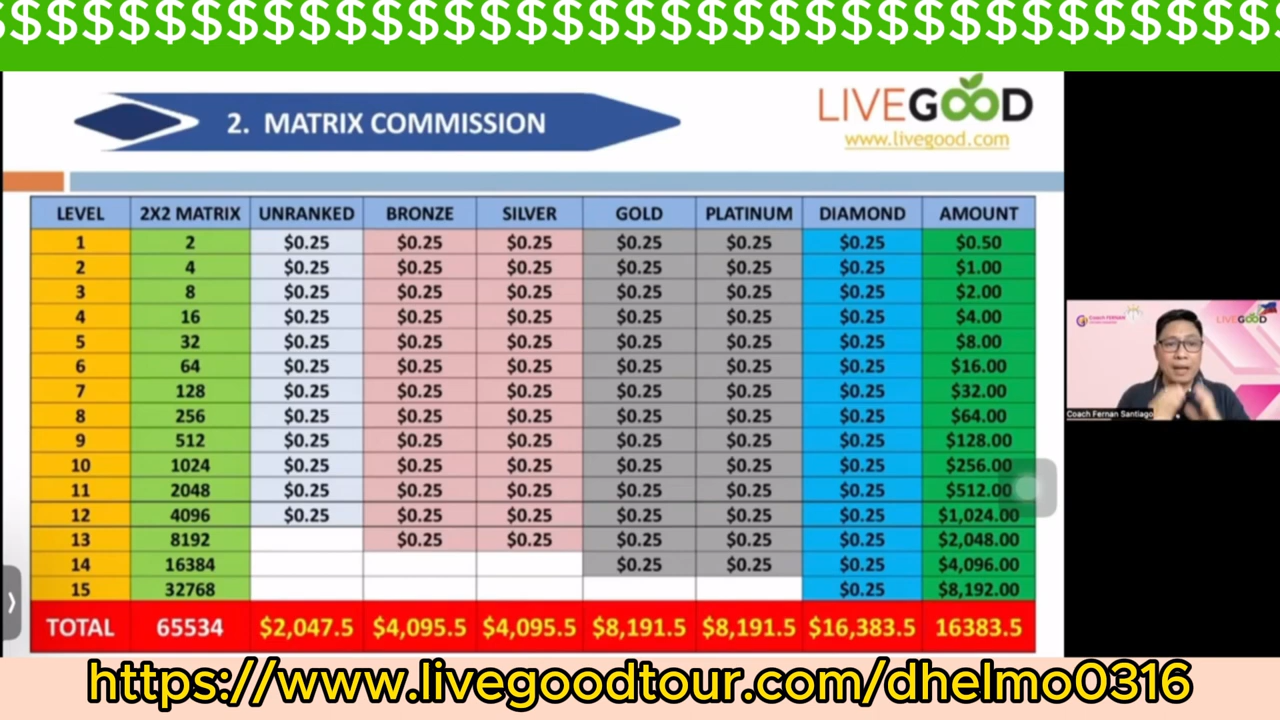 $$$$$$$$$$$$$$$$$$$$$$$$$$$$$$$$$$$
2. MATRIX COMMISSION
LIVEGOOD
www.livegood.com
LEVEL 2X2 MATRIX UNRANKED BRONZE SILVER GOLD PLATINUM DIAMOND AMOUNT
1 2 $0.25 $0.25 $0.25 $0.25 $0.25 $0.25 $0.50
2 4 $0.25 $0.25 $0.25 $0.25 $0.25 $0.25 $1.00
3 8 $0.25 $0.25 $0.25 $0.25 $0.25 $0.25 $2.00
4 16 $0.25 $0.25 $0.25 $0.25 $0.25 $0.25 $4.00
5 32 $0.25 $0.25 $0.25 $0.25 $0.25 $0.25 $8.00
6 64 $0.25 $0.25 $0.25 $0.25 $0.25 $0.25 $16.00
7 128 $0.25 $0.25 $0.25 $0.25 $0.25 $0.25 $32.00
8 256 $0.25 $0.25 $0.25 $0.25 $0.25 $0.25 $64.00
9 512 $0.25 $0.25 $0.25 $0.25 $0.25 $0.25 $128.00
10 1024 $0.25 $0.25 $0.25 $0.25 $0.25 $0.25 $256.00
11 2048 $0.25 $0.25 $0.25 $0.25 $0.25 $0.25 $512.00
12 4096 $0.25 $0.25 $0.25 $0.25 $0.25 $0.25 $1,024.00
13 8192 $0.25 $0.25 $0.25 $0.25 $0.25 $2,048.00
14 16384 $0.25 $0.25 $0.25 $4,096.00
15 32768 $0.25 $8,192.00
TOTAL 65534 $2,047.5 $4,095.5 $4,095.5 $8,191.5 $8,191.5 $16,383.5 16383.5
Coach FERNAN
LIVEGOOD
Coach Fernan Santiago
https://www.livegoodtour.com/dhelmo0316